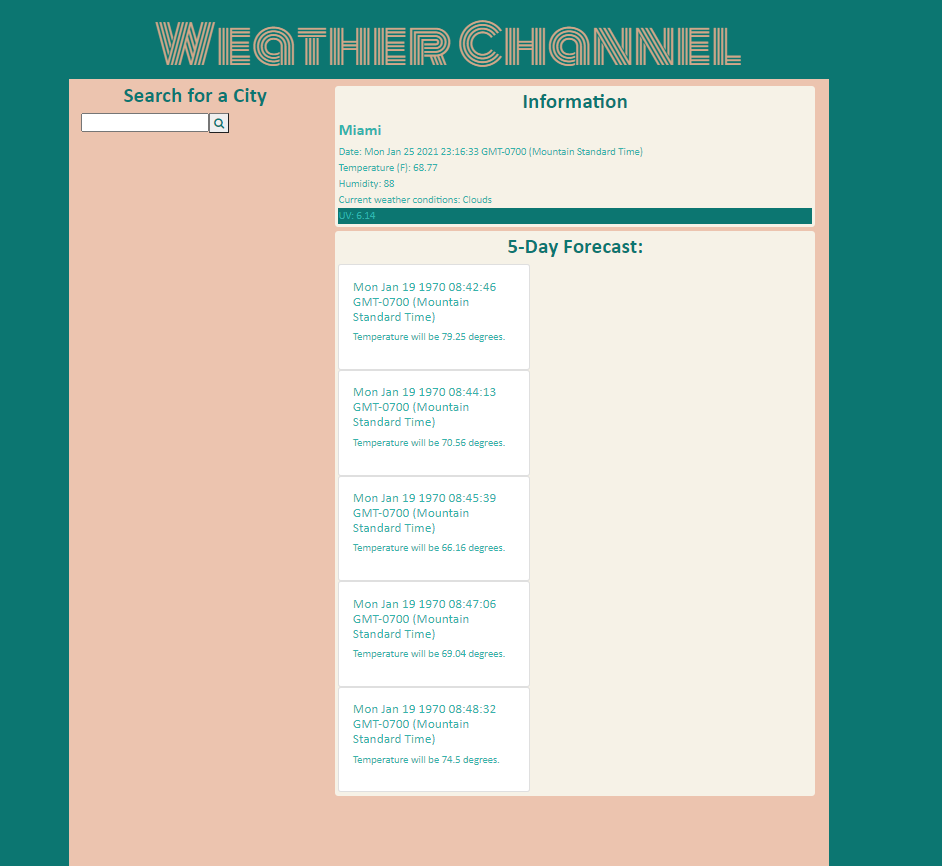 Weather Channel
Search for a City
Information
Miami
Date: Mon Jan 25 2021 23:16:33 GMT-0700 (Mountain Standard Time)
Temperature (F): 68.77
Humidity: 88
Current weather conditions: Clouds
UV: 6.14
5-Day Forecast:
Mon Jan 19 1970 08:42:46
GMT-0700 (Mountain
Standard Time)
Temperature will be 79.25 degrees.
Mon Jan 19 1970 08:44:13
GMT-0700 (Mountain
Standard Time)
Temperature will be 70.56 degrees.
Mon Jan 19 1970 08:45:39
GMT-0700 (Mountain
Standard Time)
Temperature will be 66.16 degrees.
Mon Jan 19 1970 08:47:06
GMT-0700 (Mountain
Standard Time)
Temperature will be 69.04 degrees.
Mon Jan 19 1970 08:48:32
GMT-0700 (Mountain
Standard Time)
Temperature will be 74.5 degrees.